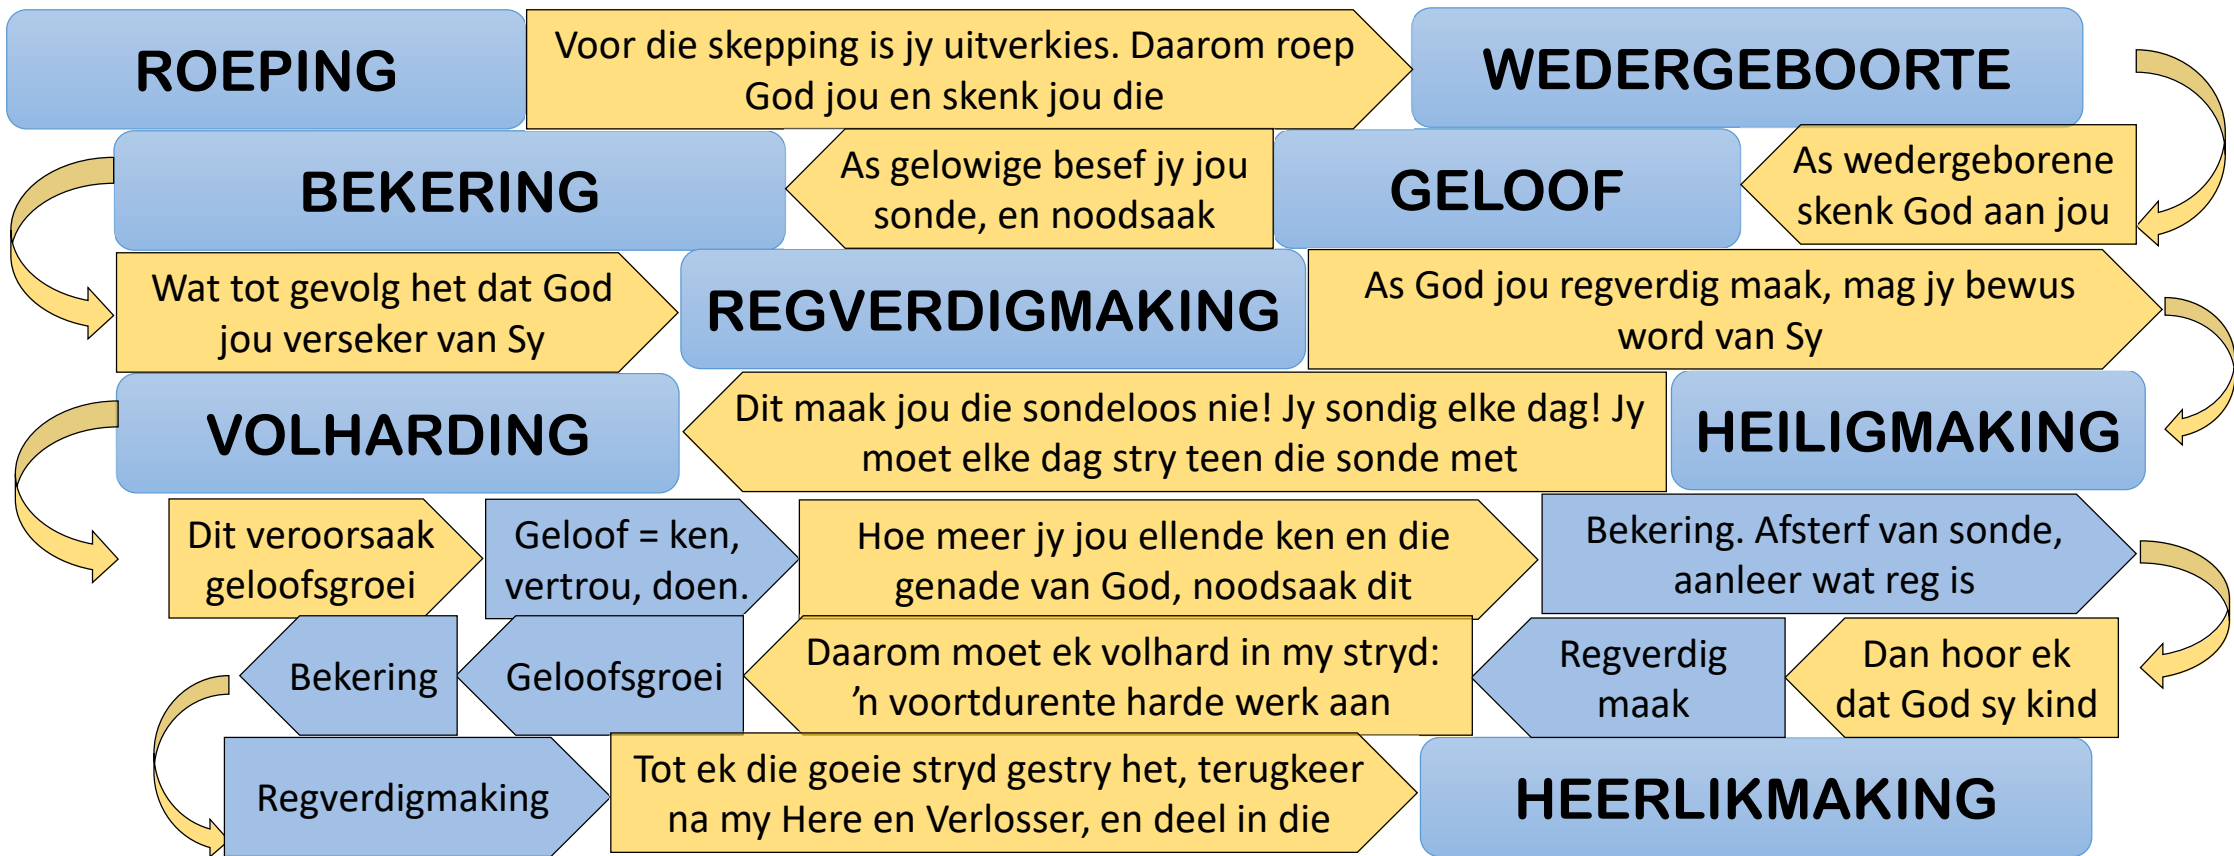 ROEPING
Voor die skepping is jy uitverkies. Daarom roep
God jou en skenk jou die
WEDERGEBOORTE
As wedergeborene
skenk God aan jou
GELOOF
As gelowige besef jy jou
sonde, en noodsaak
BEKERING
Wat tot gevolg het dat God
jou verseker van Sy
REGVERDIGMAKING
As God jou regverdig maak, mag jy bewus
word van Sy
HEILIGMAKING
Dit maak jou die sondeloos nie! Jy sondig elke dag! Jy
moet elke dag stry teen die sonde met
VOLHARDING
Dit veroorsaak
geloofsgroei
Geloof = ken,
vertrou, doen.
Hoe meer jy jou ellende ken en die
genade van God, noodsaak dit
Bekering. Afsterf van sonde,
aanleer wat reg is
Dan hoor ek
dat God sy kind
Regverdig
maak
Daarom moet ek volhard in my stryd:
’n voortdurente harde werk aan
Geloofsgroei
Bekering
Regverdigmaking
Tot ek die goeie stryd gestry het, terugkeer
na my Here en Verlosser, en deel in die
HEERLIKMAKING